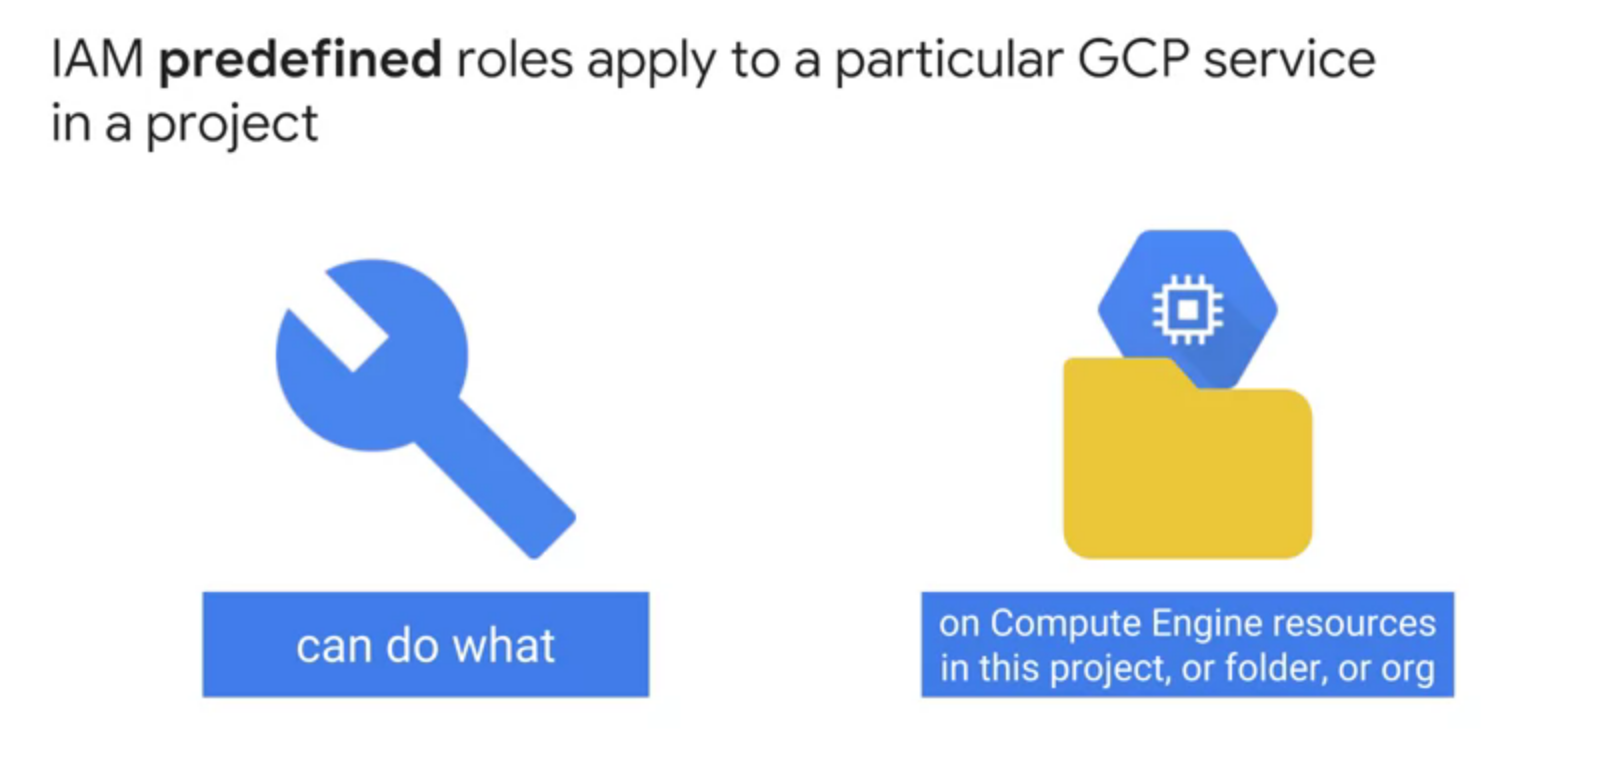 IAM predefined roles apply to a particular GCP service
in a project
can do what
on Compute Engine resources
in this project, or folder, or org